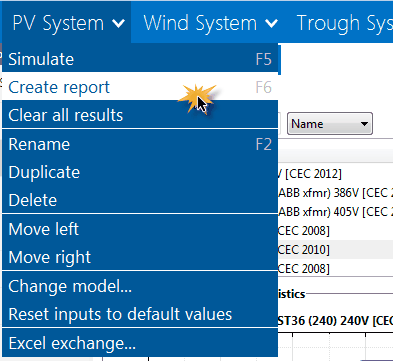 PV System Wind System Trough Sys
Simulate F5
Create report F6
Clear all results
Name
Rename F2
V [CEC 2012]
Duplicate
ABB xfmr) 386V [CEC 2
Delete
ABB xfmr) 405V [CEC 2
CEC 2008]
Move left
CEC 2010]
Move right
CEC 2008]
Change model...
istics
Reset inputs to default values
ST36 (240) 240V [CE
Excel exchange...